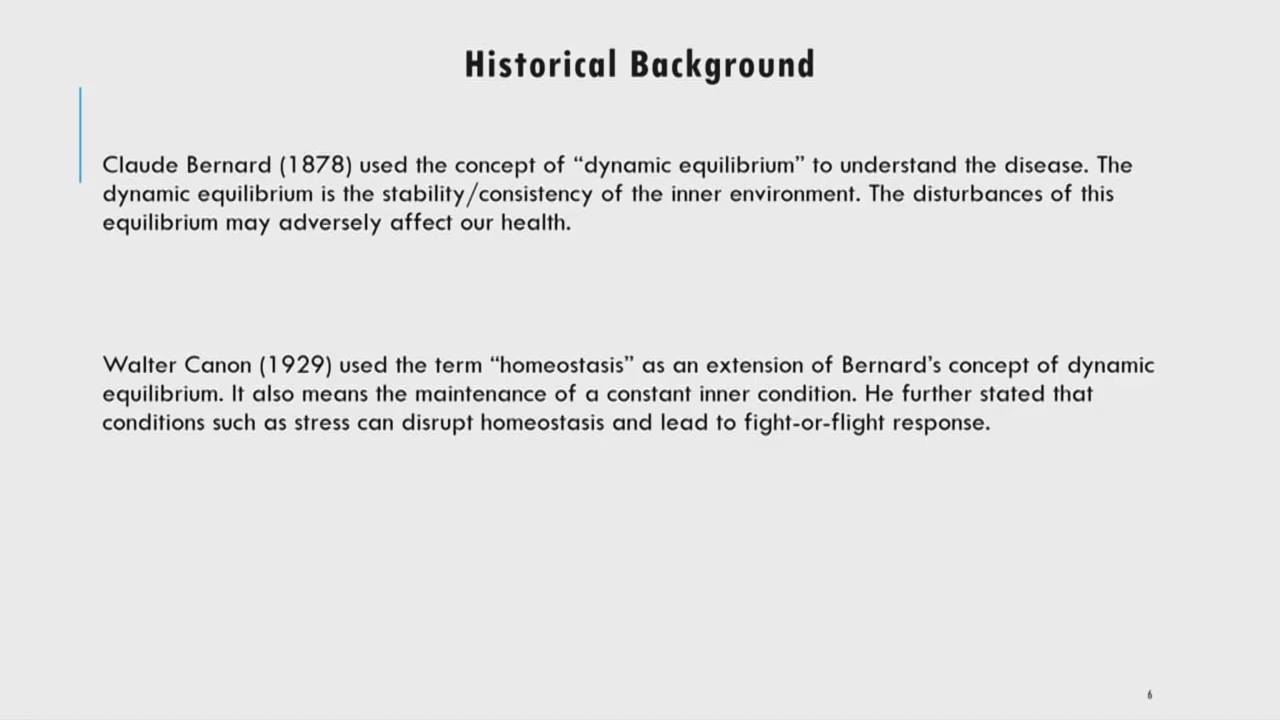 Historical Background
Claude Bernard (1878) used the concept of “dynamic equilibrium” to understand the disease. The
dynamic equilibrium is the stability/consistency of the inner environment. The disturbances of this
equilibrium may adversely affect our health.
Walter Canon (1929) used the term “homeostasis” as an extension of Bernard’s concept of dynamic
equilibrium. It also means the maintenance of a constant inner condition. He further stated that
conditions such as stress can disrupt homeostasis and lead to fight-or-flight response.
6